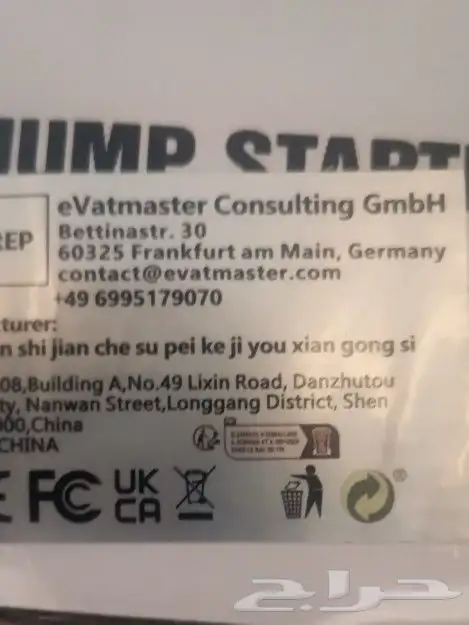 JUMP START
REP
eVatmaster Consulting GmbH
Bettinastr. 30
60325 Frankfurt am Main, Germany
contact@evatmaster.com
+49 6995179070
turer:
n shi jian che su pei ke ji you xian gong si
08,Building A,No.49 Lixin Road, Danzhutou
ty, Nanwan Street,Longgang District, Shen
000,China
CHINA
CE FC UK CA ®
حراج